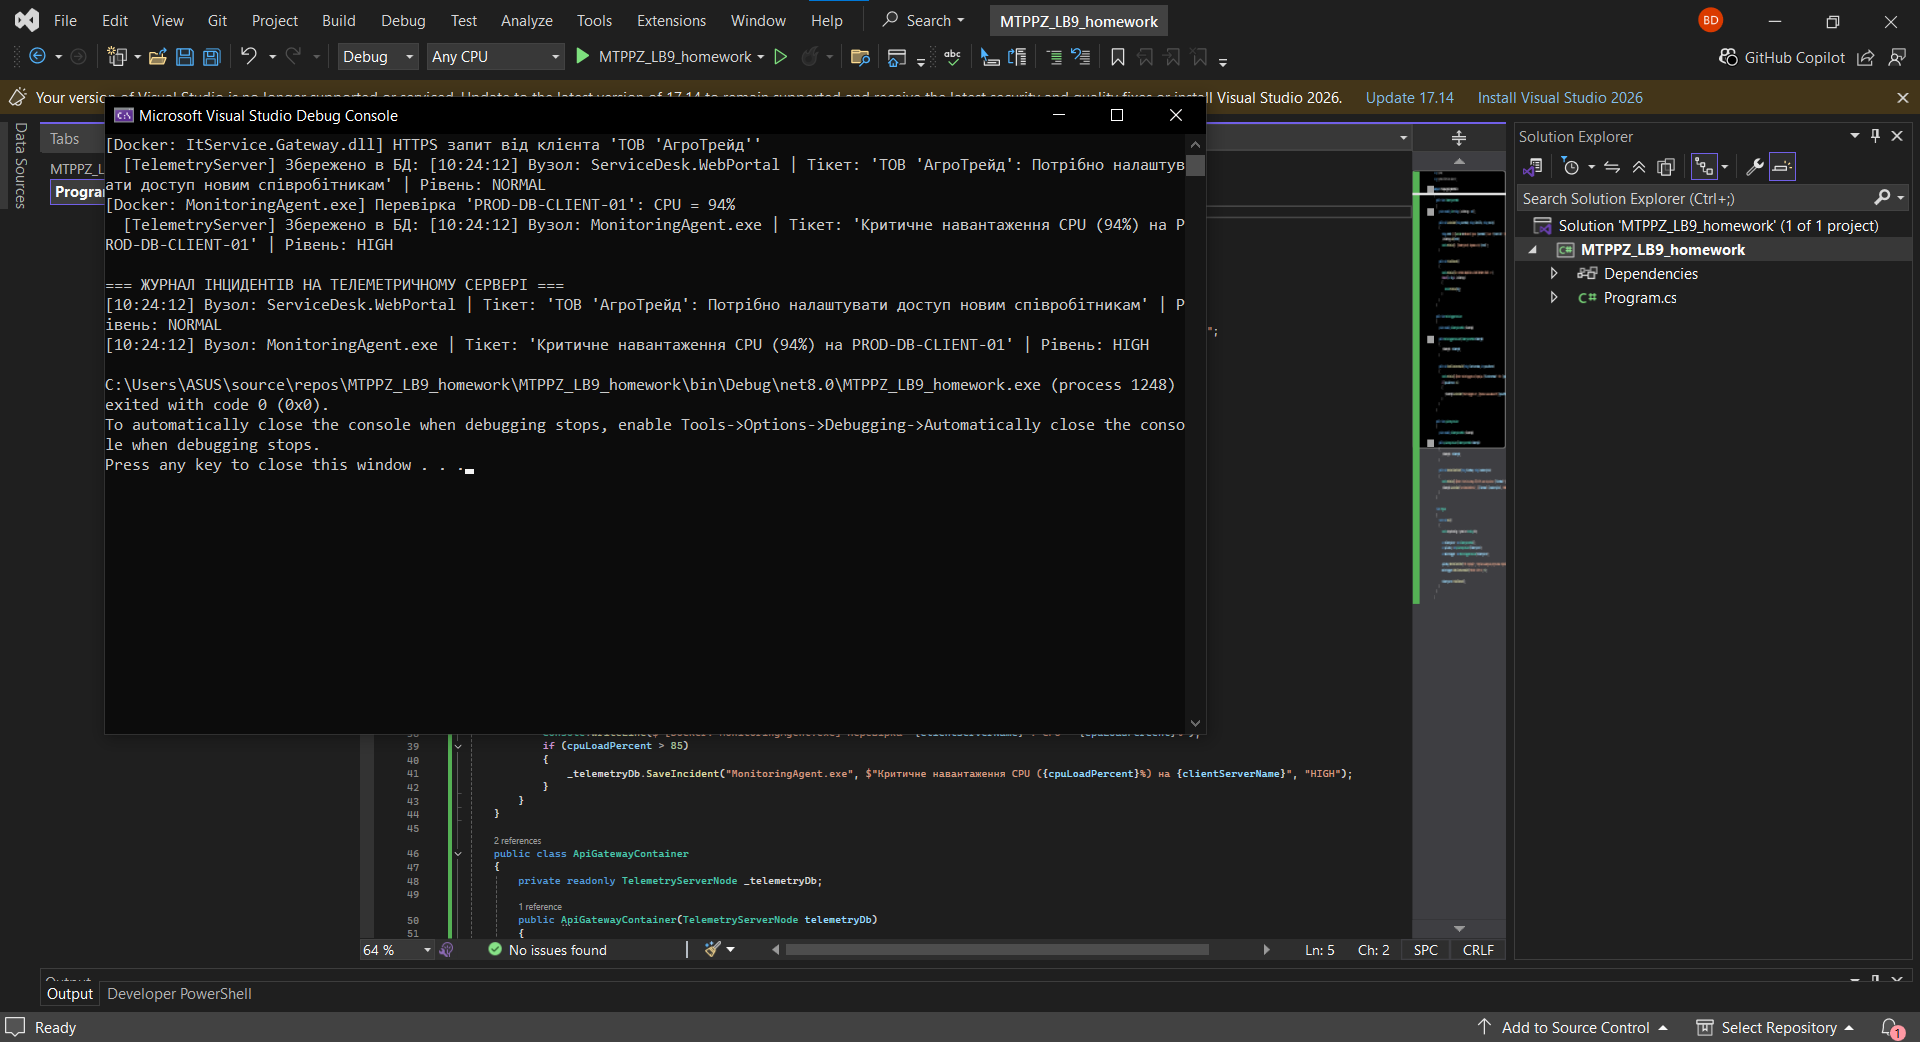 File Edit View Git Project Build Debug Test Analyze Tools Extensions Window Help Search MTPPZ_LB9_homework BD
Debug Any CPU MTPPZ_LB9_homework GitHub Copilot
Visual Studio 2026. Update 17.14 Install Visual Studio 2026
Data Sources
Tabs
MTPPZ_L
Progra
Microsoft Visual Studio Debug Console
[Docker: ItService.Gateway.dll] HTTPS запит від клієнта 'ТОВ 'АгроТрейд''
[TelemetryServer] Збережено в БД: [10:24:12] Вузол: ServiceDesk.WebPortal | Тікет: 'ТОВ 'АгроТрейд': Потрібно налаштув
ати доступ новим співробітникам' | Рівень: NORMAL
[Docker: MonitoringAgent.exe] Перевірка 'PROD-DB-CLIENT-01': CPU = 94%
[TelemetryServer] Збережено в БД: [10:24:12] Вузол: MonitoringAgent.exe | Тікет: 'Критичне навантаження CPU (94%) на P
ROD-DB-CLIENT-01' | Рівень: HIGH
=== ЖУРНАЛ ІНЦИДЕНТІВ НА ТЕЛЕМЕТРИЧНОМУ СЕРВЕРІ ===
[10:24:12] Вузол: ServiceDesk.WebPortal | Тікет: 'ТОВ 'АгроТрейд': Потрібно налаштувати доступ новим співробітникам' | Р
івень: NORMAL
[10:24:12] Вузол: MonitoringAgent.exe | Тікет: 'Критичне навантаження CPU (94%) на PROD-DB-CLIENT-01' | Рівень: HIGH
C:\Users\ASUS\source\repos\MTPPZ_LB9_homework\MTPPZ_LB9_homework\bin\Debug\net8.0\MTPPZ_LB9_homework.exe (process 1248)
exited with code 0 (0x0).
To automatically close the console when debugging stops, enable Tools->Options->Debugging->Automatically close the conso
le when debugging stops.
Press any key to close this window . . .
";
39 if (cpuLoadPercent > 85)
40 {
41 _telemetryDb.SaveIncident("MonitoringAgent.exe", $"Критичне навантаження CPU ({cpuLoadPercent}%) на {clientServerName}", "HIGH");
42 }
43 }
44 }
45
2 references
46 public class ApiGatewayContainer
47 {
48 private readonly TelemetryServerNode _telemetryDb;
49
1 reference
50 public ApiGatewayContainer(TelemetryServerNode telemetryDb)
51 {
64 % No issues found Ln: 5 Ch: 2 SPC CRLF
Solution Explorer
Search Solution Explorer (Ctrl+;)
Solution 'MTPPZ_LB9_homework' (1 of 1 project)
MTPPZ_LB9_homework
Dependencies
C# Program.cs
Output
Output Developer PowerShell
Ready Add to Source Control Select Repository 1